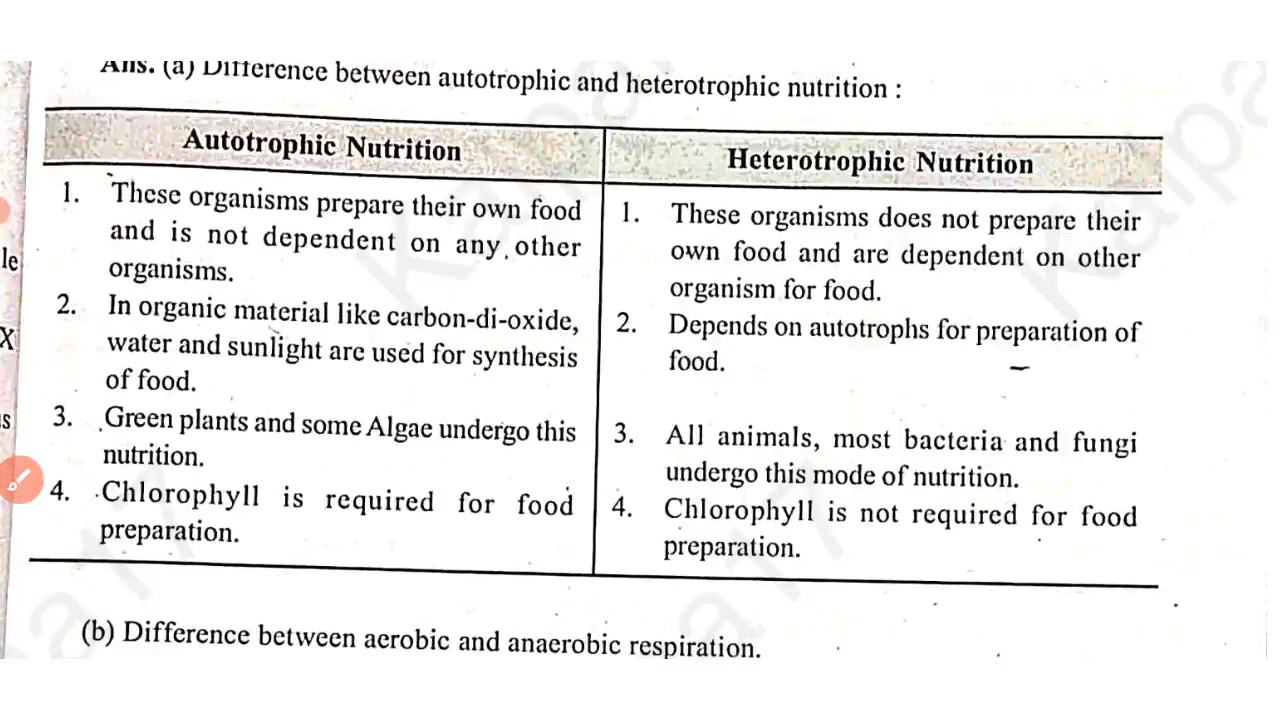 Ans. (a) Difference between autotrophic and heterotrophic nutrition :
Autotrophic Nutrition
1. These organisms prepare their own food
and is not dependent on any other
organisms.
2. In organic material like carbon-di-oxide,
water and sunlight are used for synthesis
of food.
3. Green plants and some Algae undergo this
nutrition.
4. Chlorophyll is required for food
preparation.
Heterotrophic Nutrition
1. These organisms does not prepare their
own food and are dependent on other
organism for food.
2. Depends on autotrophs for preparation of
food.
3. All animals, most bacteria and fungi
undergo this mode of nutrition.
4. Chlorophyll is not required for food
preparation.
(b) Difference between aerobic and anaerobic respiration.
le
X